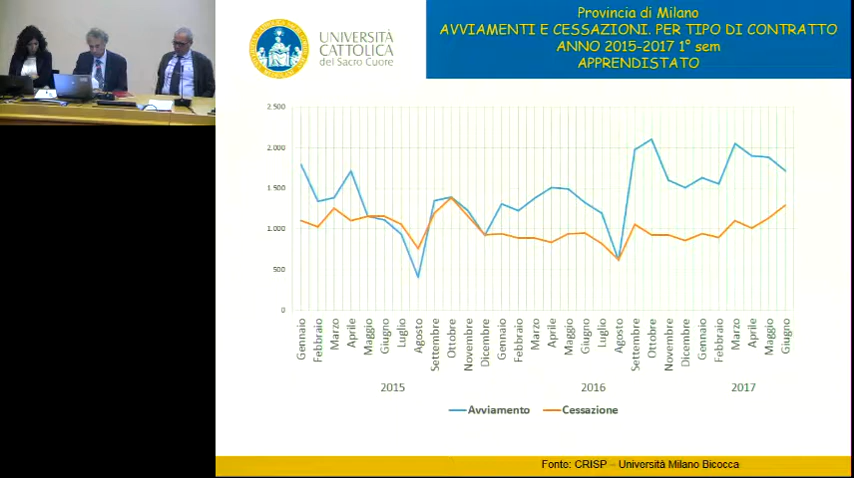 UNIVERSITÀ
CATTOLICA
del Sacro Cuore
Provincia di Milano
AVVIAMENTI E CESSAZIONI. PER TIPO DI CONTRATTO
ANNO 2015-2017 1° sem
APPRENDISTATO
2.500
2.000
1.500
1.000
500
0
Gennaio
Febbraio
Marzo
Aprile
Maggio
Giugno
Luglio
Agosto
Settembre
Ottobre
Novembre
Dicembre
Gennaio
Febbraio
Marzo
Aprile
Maggio
Giugno
Luglio
Agosto
Settembre
Ottobre
Novembre
Dicembre
Gennaio
Febbraio
Marzo
Aprile
Maggio
Giugno
2015
2016
2017
Avviamento
Cessazione
Fonte: CRISP – Università Milano Bicocca